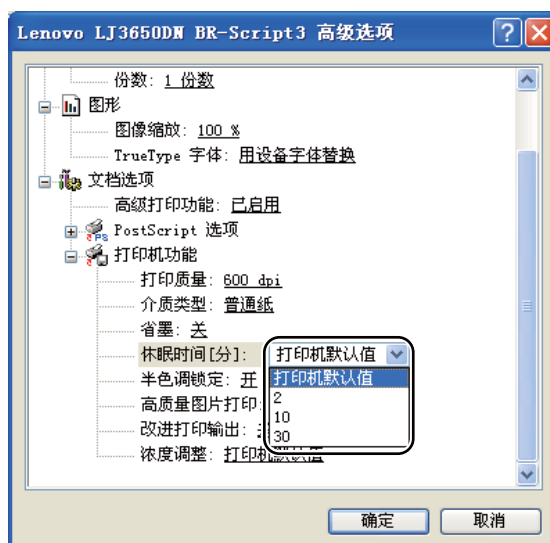 Lenovo LJ3650DN BR-Script3 高级选项
份数: 1 份数
图形
图像缩放: 100 %
TrueType 字体: 用设备字体替换
文档选项
高级打印功能: 已启用
PostScript 选项
打印机功能
打印质量: 600 dpi
介质类型: 普通纸
省墨: 关
休眠时间[分]: 打印机默认值
打印机默认值
2
10
30
半色调锁定: 开
高质量图片打印:
改进打印输出:
浓度调整: 打印机默认值
确定 取消